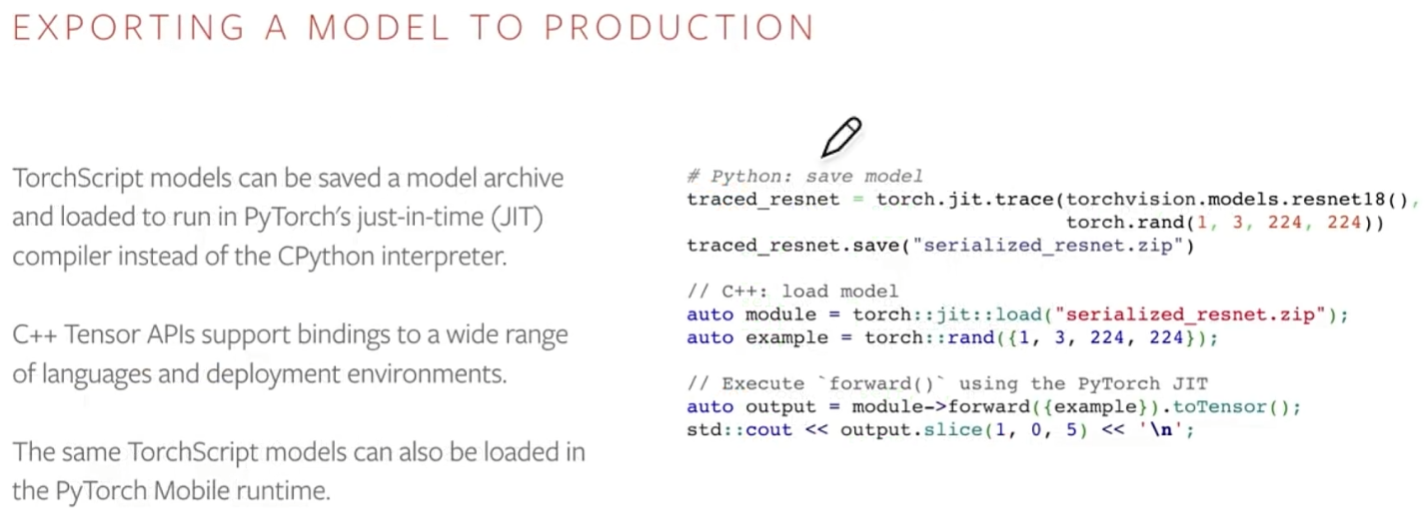 EXPORTING A MODEL TO PRODUCTION
TorchScript models can be saved a model archive
and loaded to run in PyTorch's just-in-time (JIT)
compiler instead of the CPython interpreter.
C++ Tensor APIs support bindings to a wide range
of languages and deployment environments.
The same TorchScript models can also be loaded in
the PyTorch Mobile runtime.
# Python: save model
traced_resnet = torch.jit.trace(torchvision.models.resnet18(),
torch.rand(1, 3, 224, 224))
traced_resnet.save("serialized_resnet.zip")
// C++: load model
auto module = torch::jit::load("serialized_resnet.zip");
auto example = torch::rand({1, 3, 224, 224});
// Execute `forward()` using the PyTorch JIT
auto output = module->forward({example}).toTensor();
std::cout << output.slice(1, 0, 5) << '\n';